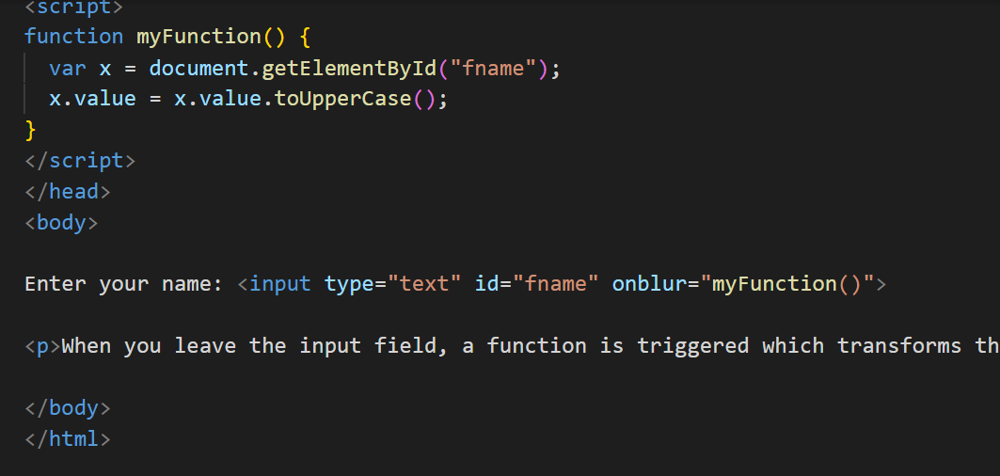 <script>
function myFunction() {
  var x = document.getElementById("fname");
  x.value = x.value.toUpperCase();
}
</script>
</head>
<body>
Enter your name: <input type="text" id="fname" onblur="myFunction()">
<p>When you leave the input field, a function is triggered which transforms
</body>
</html>